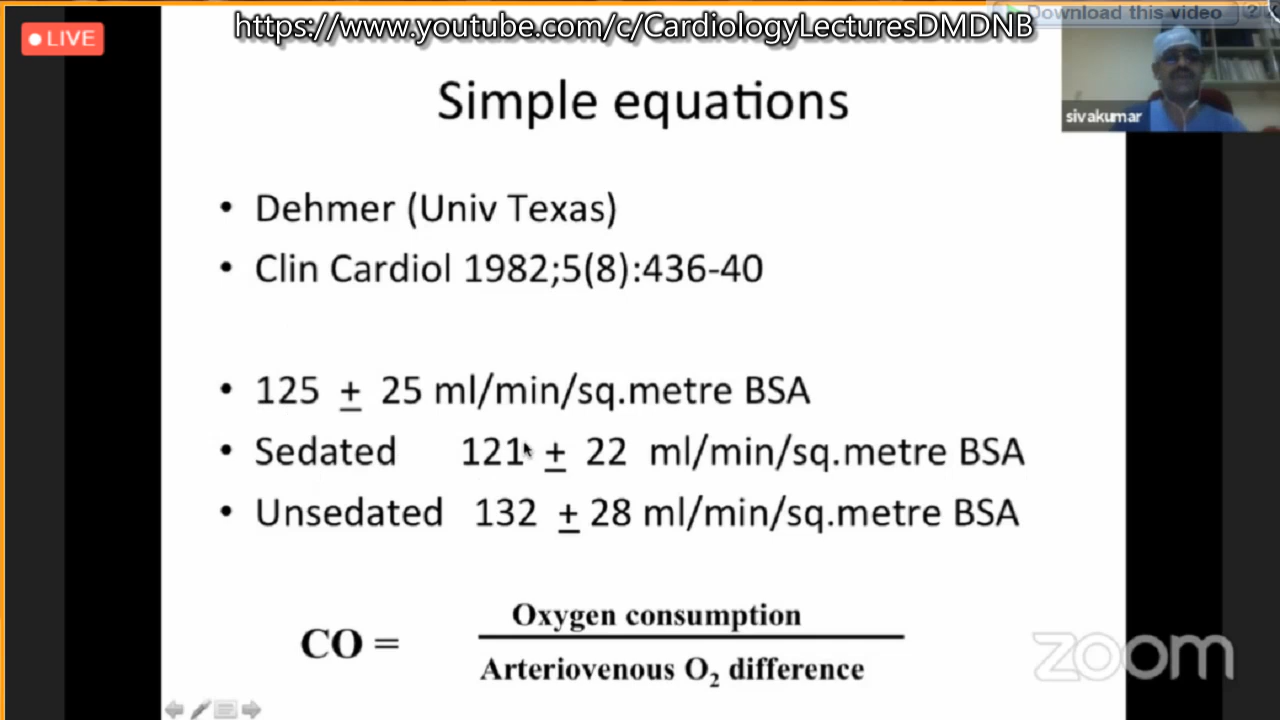 https://www.youtube.com/c/CardiologyLecturesDMDNB
Download this video
LIVE
sivakumar
Simple equations
• Dehmer (Univ Texas)
• Clin Cardiol 1982;5(8):436-40
• 125 ± 25 ml/min/sq.metre BSA
• Sedated 121 ± 22 ml/min/sq.metre BSA
• Unsedated 132 ± 28 ml/min/sq.metre BSA
Oxygen consumption
CO =
Arteriovenous O₂ difference
zoom